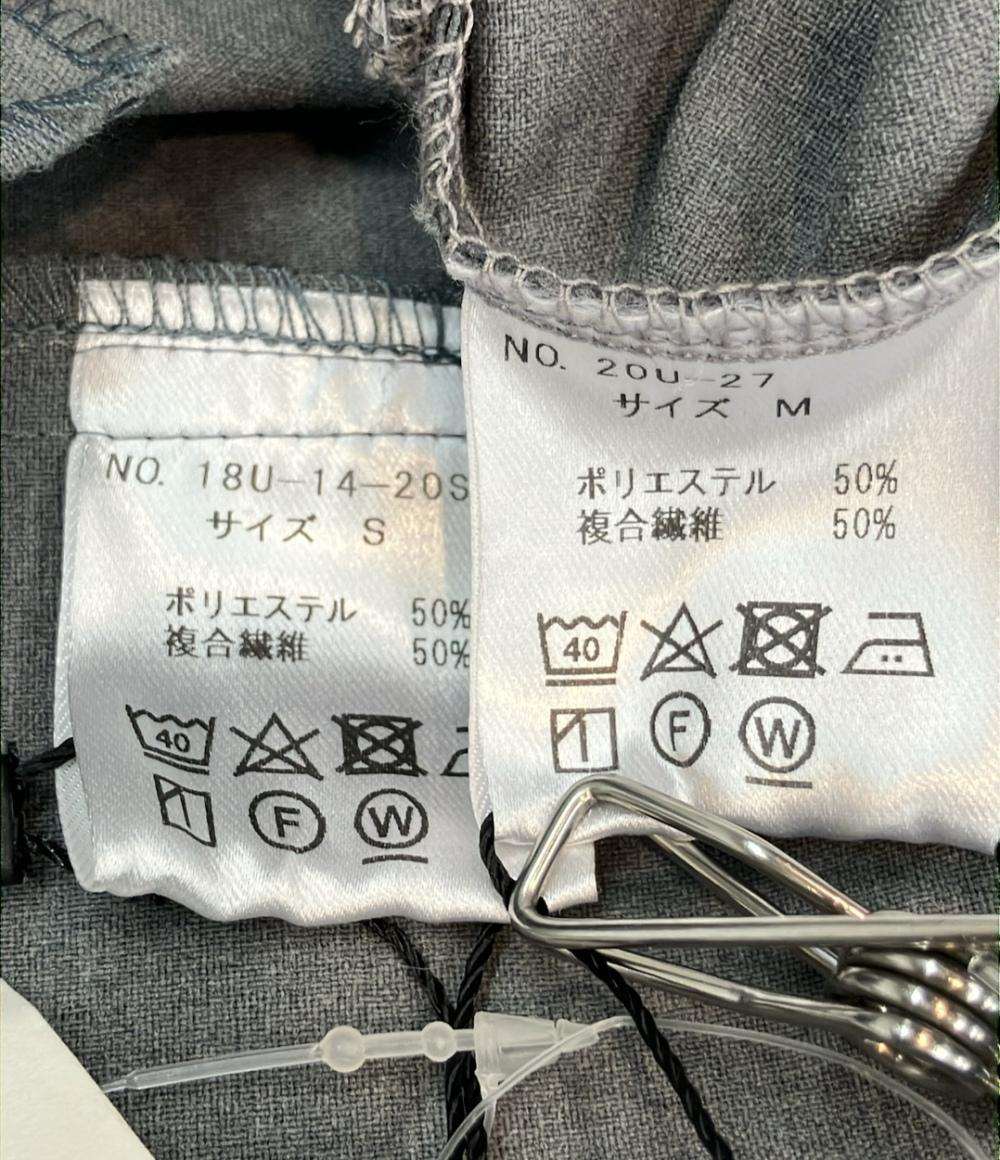 NO. 18U-14-20S
サイズ S
ポリエステル 50%
複合繊維 50%
40
F W
NO. 20U-27
サイズ M
ポリエステル 50%
複合繊維 50%
40
F W